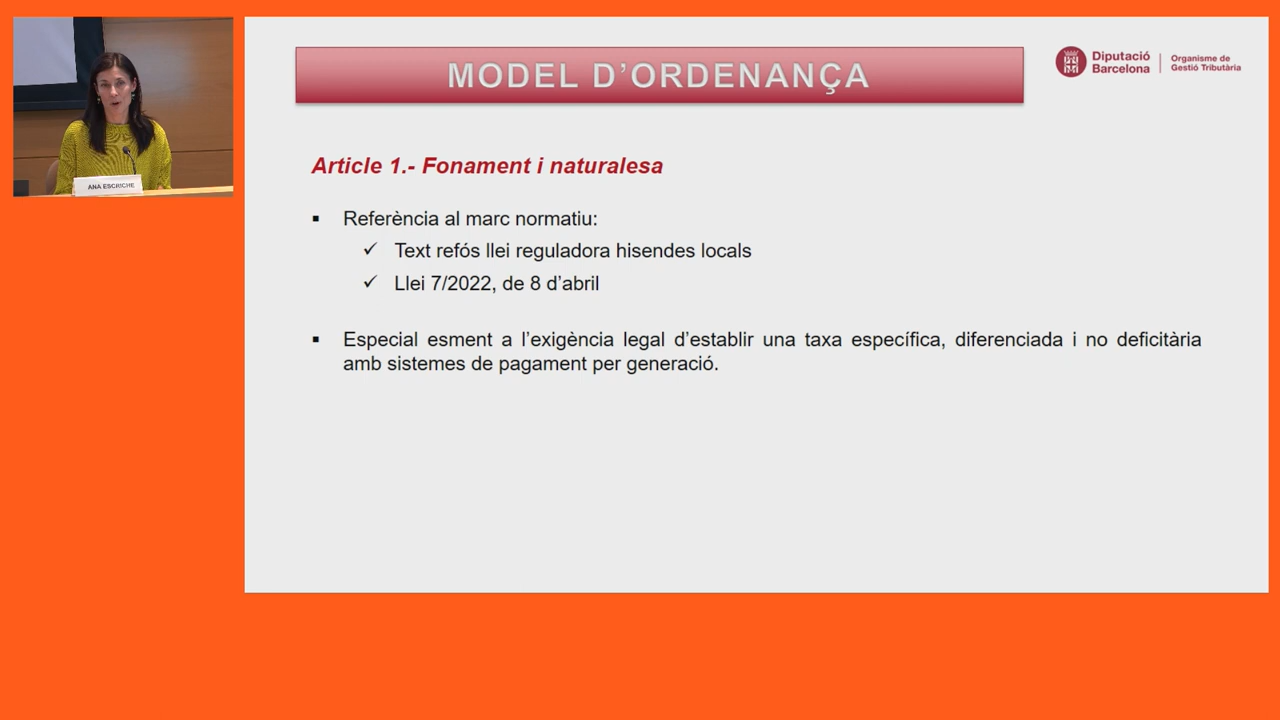 ANA ESCRICHE
MODEL D’ORDENANÇA
Diputació
Barcelona
Organisme de
Gestió Tributària
Article 1.- Fonament i naturalesa
▪ Referència al marc normatiu:
✓ Text refós llei reguladora hisendes locals
✓ Llei 7/2022, de 8 d’abril
▪ Especial esment a l’exigència legal d’establir una taxa específica, diferenciada i no deficitària
amb sistemes de pagament per generació.